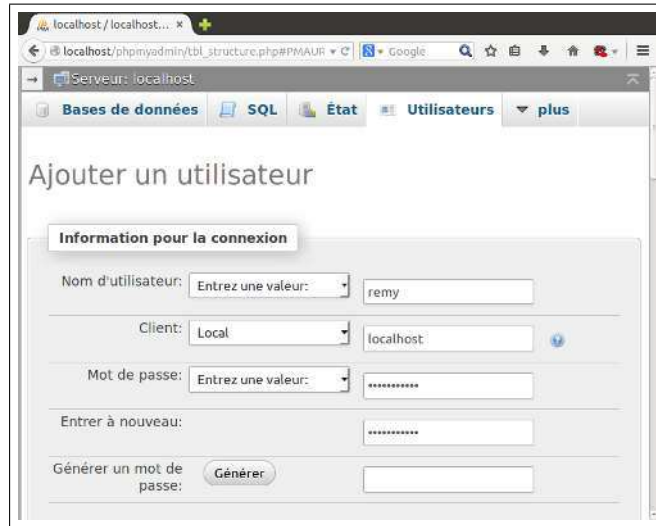 localhost / localhost...
localhost/phpmyadmin/tbl_structure.php#PMAUR
Google
Serveur: localhost
Bases de données SQL État Utilisateurs plus
Ajouter un utilisateur
Information pour la connexion
Nom d'utilisateur: Entrez une valeur: remy
Client: Local localhost
Mot de passe: Entrez une valeur: •••••••••••
Entrer à nouveau: •••••••••••
Générer un mot de Générer
passe: